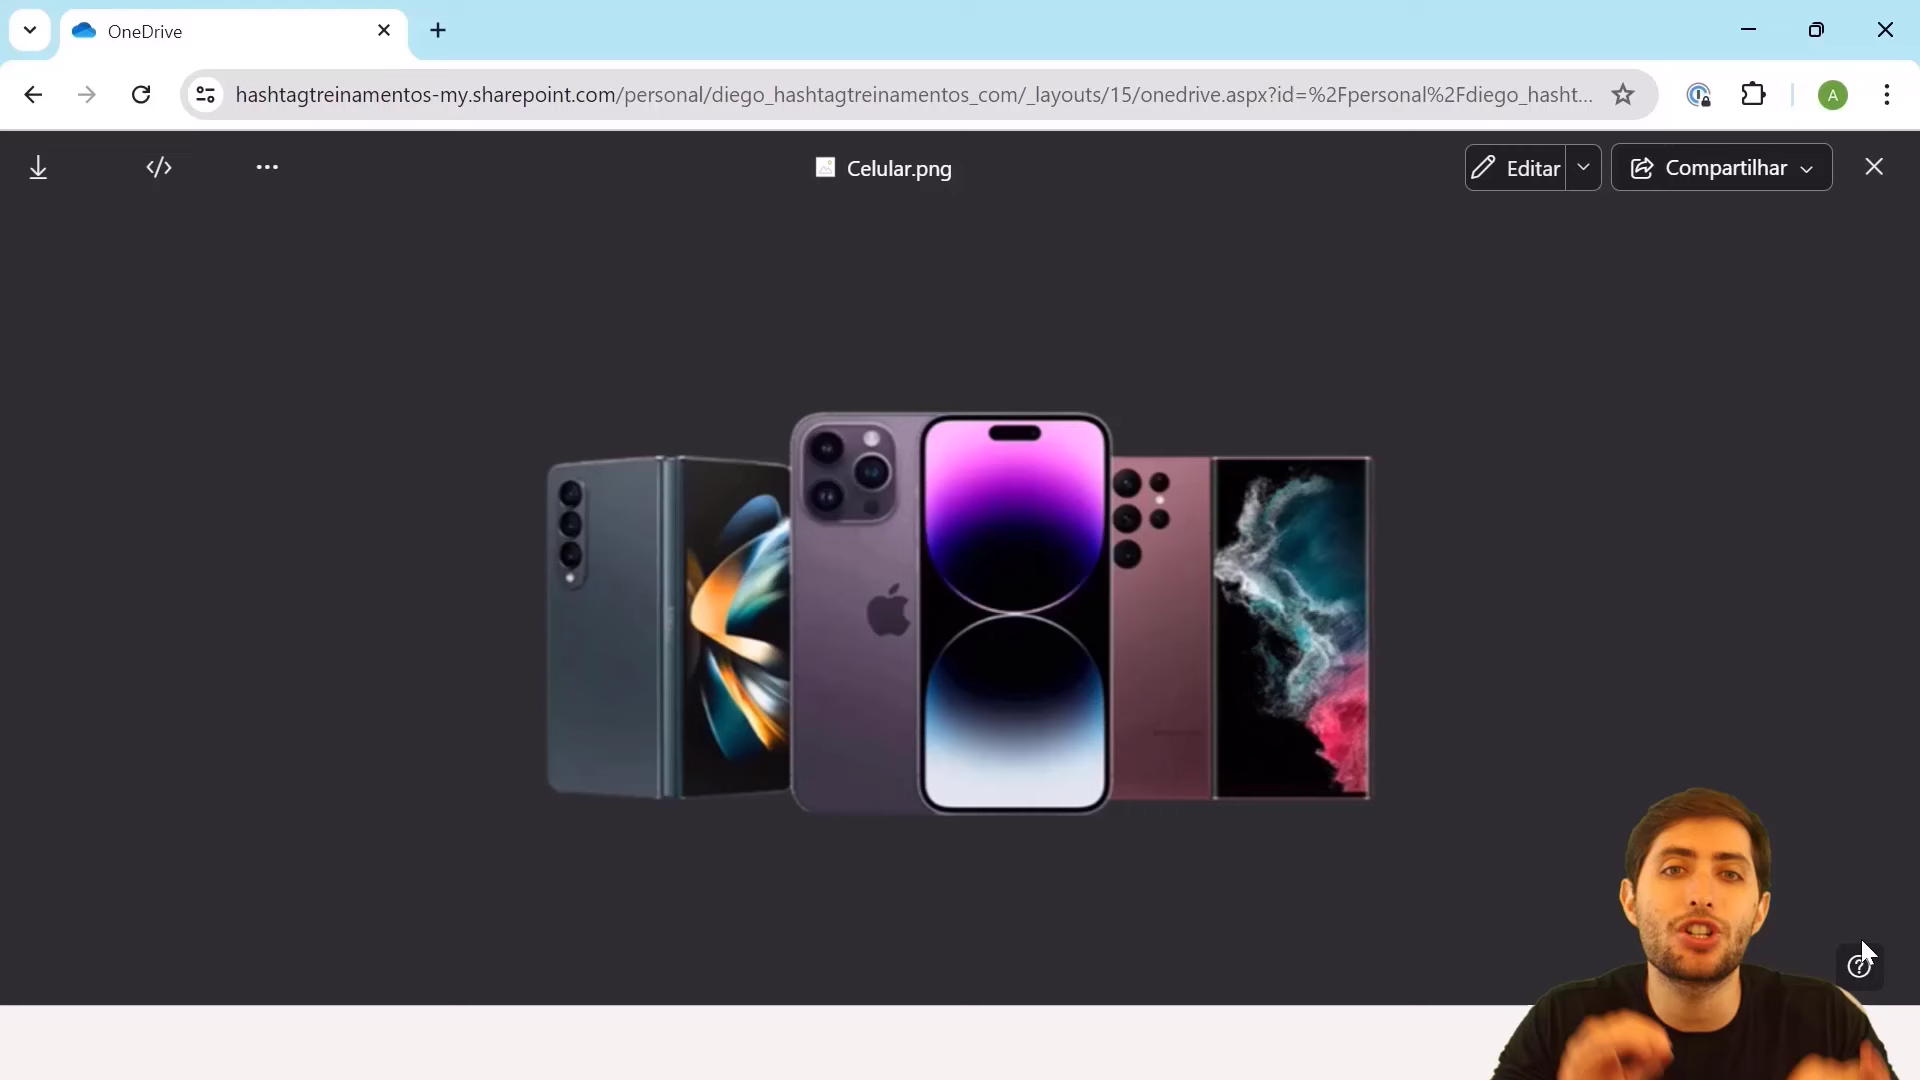 OneDrive
hashtagtreinamentos-my.sharepoint.com/personal/diego_hashtagtreinamentos_com/_layouts/15/onedrive.aspx?id=%2Fpersonal%2Fdiego_hasht...
A
Celular.png
Editar
Compartilhar